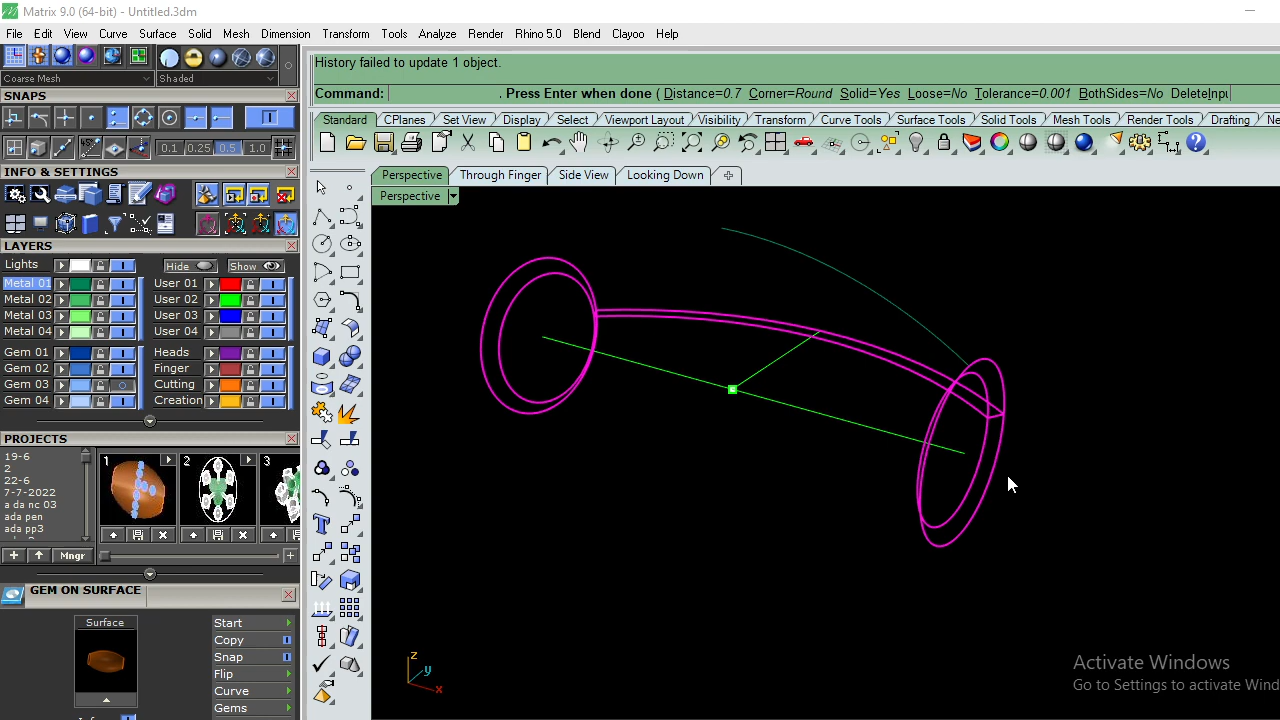 Matrix 9.0 (64-bit) - Untitled.3dm
File Edit View Curve Surface Solid Mesh Dimension Transform Tools Analyze Render Rhino 5.0 Blend Clayoo Help
History failed to update 1 object.
Command: . Press Enter when done ( Distance=0.7 Corner=Round Solid=Yes Loose=No Tolerance=0.001 BothSides=No DeleteInpu
Coarse Mesh Shaded
SNAPS
0.1 0.25 0.5 1.0
INFO & SETTINGS
LAYERS
Lights Hide Show
Metal 01 User 01
Metal 02 User 02
Metal 03 User 03
Metal 04 User 04
Gem 01 Heads
Gem 02 Finger
Gem 03 Cutting
Gem 04 Creation
PROJECTS
19-6
2
22-6
7-7-2022
a da nc 03
ada pen
ada pp3
1 2 3
Mngr
GEM ON SURFACE
Surface
Start
Copy
Snap
Flip
Curve
Gems
Standard CPlanes Set View Display Select Viewport Layout Visibility Transform Curve Tools Surface Tools Solid Tools Mesh Tools Render Tools Drafting Ne
Perspective Through Finger Side View Looking Down
Perspective
z
y
x
Activate Windows
Go to Settings to activate Wind